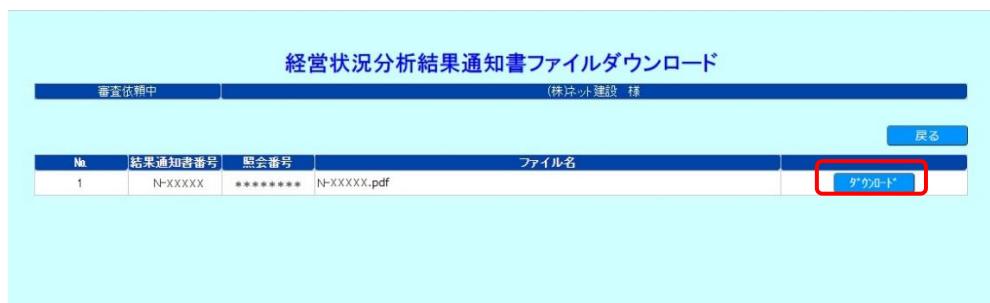 経営状況分析結果通知書ファイルダウンロード
審査依頼中 (株)ネット建設 様
戻る
No. 結果通知書番号 照会番号 ファイル名
1 N-XXXXX ******** N-XXXXX.pdf ﾀﾞｳﾝﾛｰﾄﾞ